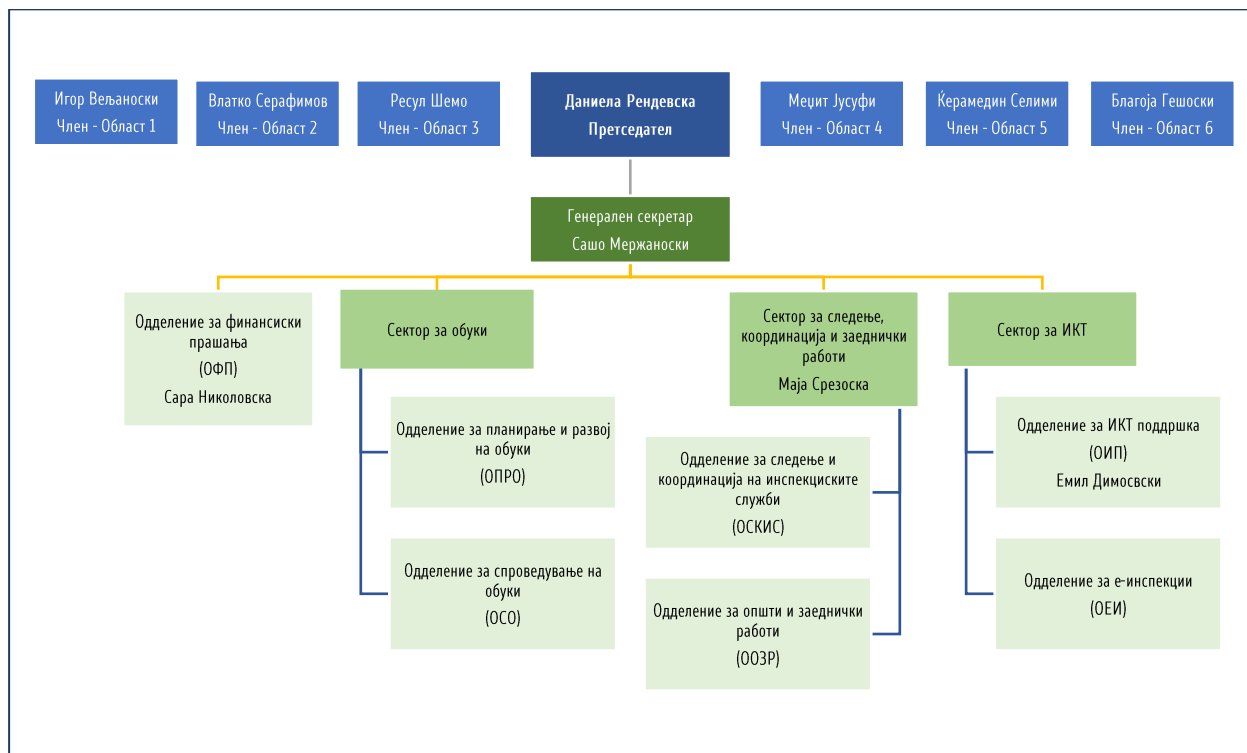 Игор Вељаноски
Член - Област 1
Влатко Серафимов
Член - Област 2
Ресул Шемо
Член - Област 3
Даниела Рендевска
Претседател
Меџит Јусуфи
Член - Област 4
Ќерамедин Селими
Член - Област 5
Благоја Гешоски
Член - Област 6
Генерален секретар
Сашо Мержаноски
Одделение за финансиски
прашања
(ОФП)
Сара Николовска
Сектор за обуки
Сектор за следење,
координација и заеднички
работи
Маја Срезоска
Сектор за ИКТ
Одделение за планирање и развој
на обуки
(ОПРО)
Одделение за спроведување на
обуки
(ОСО)
Одделение за следење и
координација на инспекциските
служби
(ОСКИС)
Одделение за општи и заеднички
работи
(ООЗР)
Одделение за ИКТ поддршка
(ОИП)
Емил Димосвски
Одделение за е-инспекции
(ОЕИ)